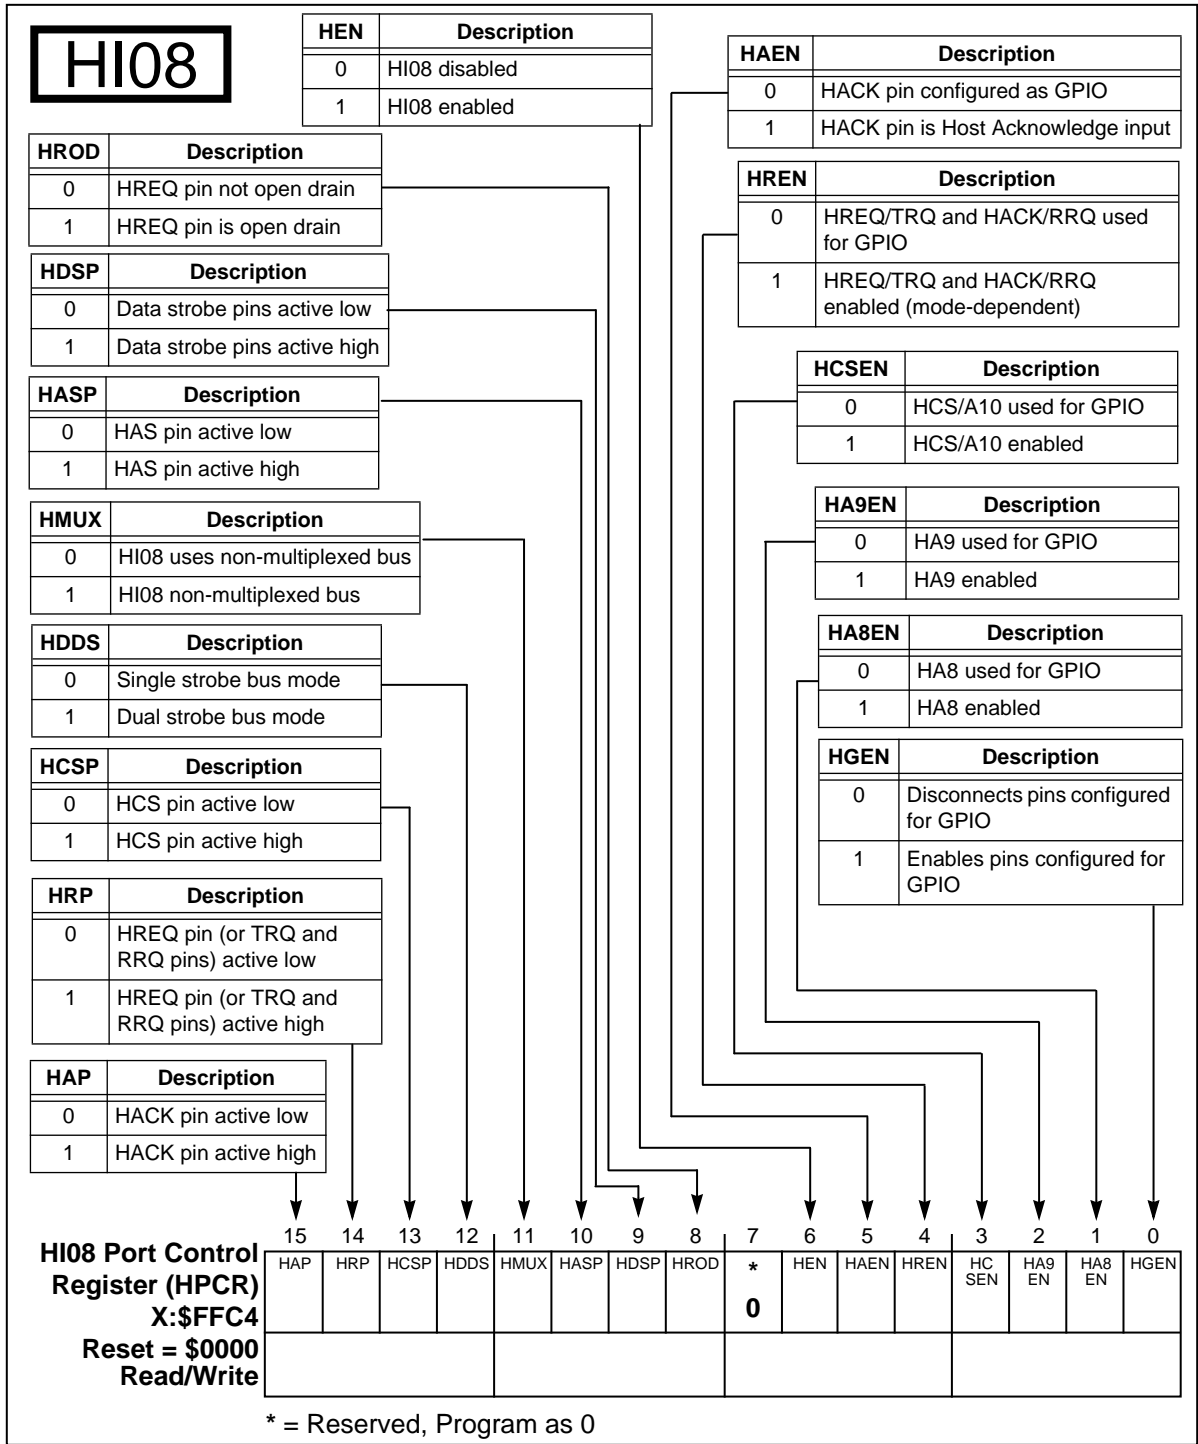 HI08
HEN Description
0 HI08 disabled
1 HI08 enabled
HROD Description
0 HREQ pin not open drain
1 HREQ pin is open drain
HDSP Description
0 Data strobe pins active low
1 Data strobe pins active high
HASP Description
0 HAS pin active low
1 HAS pin active high
HMUX Description
0 HI08 uses non-multiplexed bus
1 HI08 non-multiplexed bus
HDDS Description
0 Single strobe bus mode
1 Dual strobe bus mode
HCSP Description
0 HCS pin active low
1 HCS pin active high
HRP Description
0 HREQ pin (or TRQ and
RRQ pins) active low
1 HREQ pin (or TRQ and
RRQ pins) active high
HAP Description
0 HACK pin active low
1 HACK pin active high
HAEN Description
0 HACK pin configured as GPIO
1 HACK pin is Host Acknowledge input
HREN Description
0 HREQ/TRQ and HACK/RRQ used
for GPIO
1 HREQ/TRQ and HACK/RRQ
enabled (mode-dependent)
HCSEN Description
0 HCS/A10 used for GPIO
1 HCS/A10 enabled
HA9EN Description
0 HA9 used for GPIO
1 HA9 enabled
HA8EN Description
0 HA8 used for GPIO
1 HA8 enabled
HGEN Description
0 Disconnects pins configured
for GPIO
1 Enables pins configured for
GPIO
15 14 13 12 11 10 9 8 7 6 5 4 3 2 1 0
HAP HRP HCSP HDDS HMUX HASP HDSP HROD * HEN HAEN HREN HC HA9 HA8 HGEN
SEN EN EN
0
HI08 Port Control
Register (HPCR)
X:$FFC4
Reset = $0000
Read/Write
* = Reserved, Program as 0